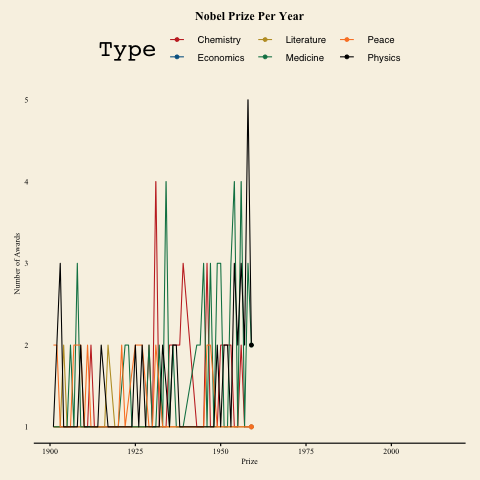 Nobel Prize Per Year
Type
Chemistry
Literature
Peace
Economics
Medicine
Physics
Number of Awards
5
4
3
2
1
1900
1925
1950
1975
2000
Prize